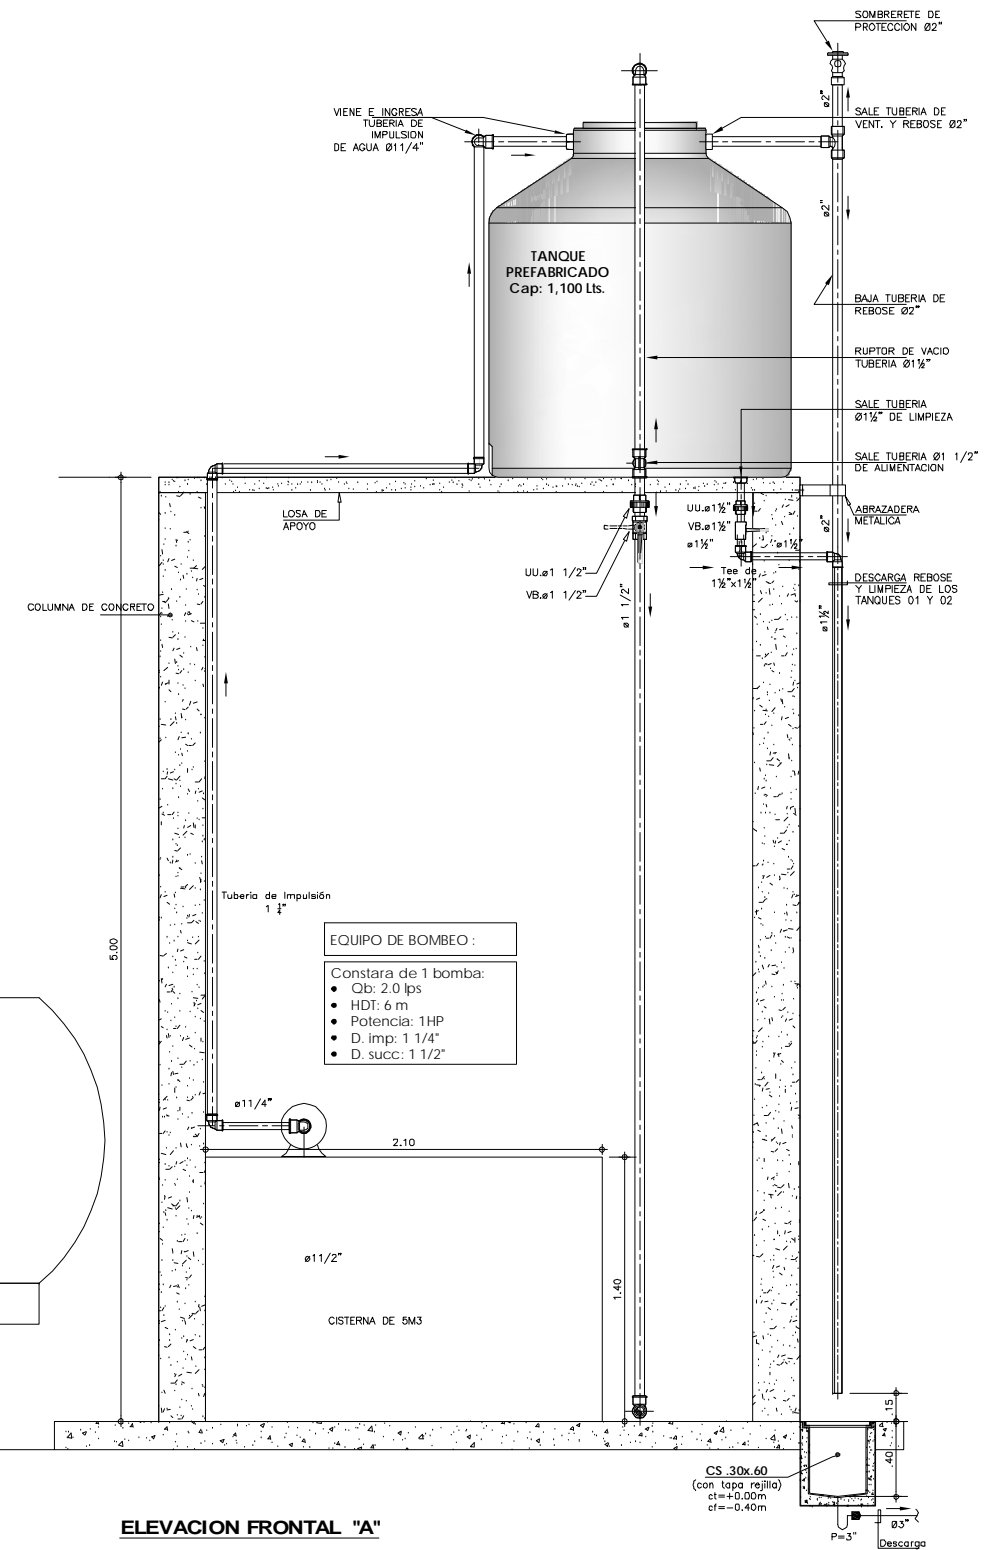 SOMBRERETE DE
PROTECCION Ø2"
ø2"
VIENE E INGRESA
TUBERIA DE
IMPULSION
DE AGUA Ø11/4"
SALE TUBERIA DE
VENT. Y REBOSE Ø2"
ø2"
TANQUE
PREFABRICADO
Cap: 1,100 Lts.
BAJA TUBERIA DE
REBOSE Ø2"
RUPTOR DE VACIO
TUBERIA Ø1½"
SALE TUBERIA
Ø1½" DE LIMPIEZA
SALE TUBERIA Ø1 1/2"
DE ALIMENTACION
LOSA DE
APOYO
UU.ø1½"
VB.ø1½"
ø1½"
ø1½"
ø2"
ABRAZADERA
METALICA
UU.ø1 1/2"
VB.ø1 1/2"
Tee de
1½"x1½"
DESCARGA REBOSE
Y LIMPIEZA DE LOS
TANQUES 01 Y 02
COLUMNA DE CONCRETO
ø1 1/2"
ø1½"
Tubería de Impulsión
1 ¼"
5.00
EQUIPO DE BOMBEO :
Constara de 1 bomba:
• Qb: 2.0 lps
• HDT: 6 m
• Potencia: 1HP
• D. imp: 1 1/4"
• D. succ: 1 1/2"
ø11/4"
2.10
ø11/2"
1.40
CISTERNA DE 5M3
.15
.40
CS .30x.60
(con tapa rejilla)
ct=+0.00m
cf=-0.40m
P=3"
Ø3"
Descarga
ELEVACION FRONTAL "A"